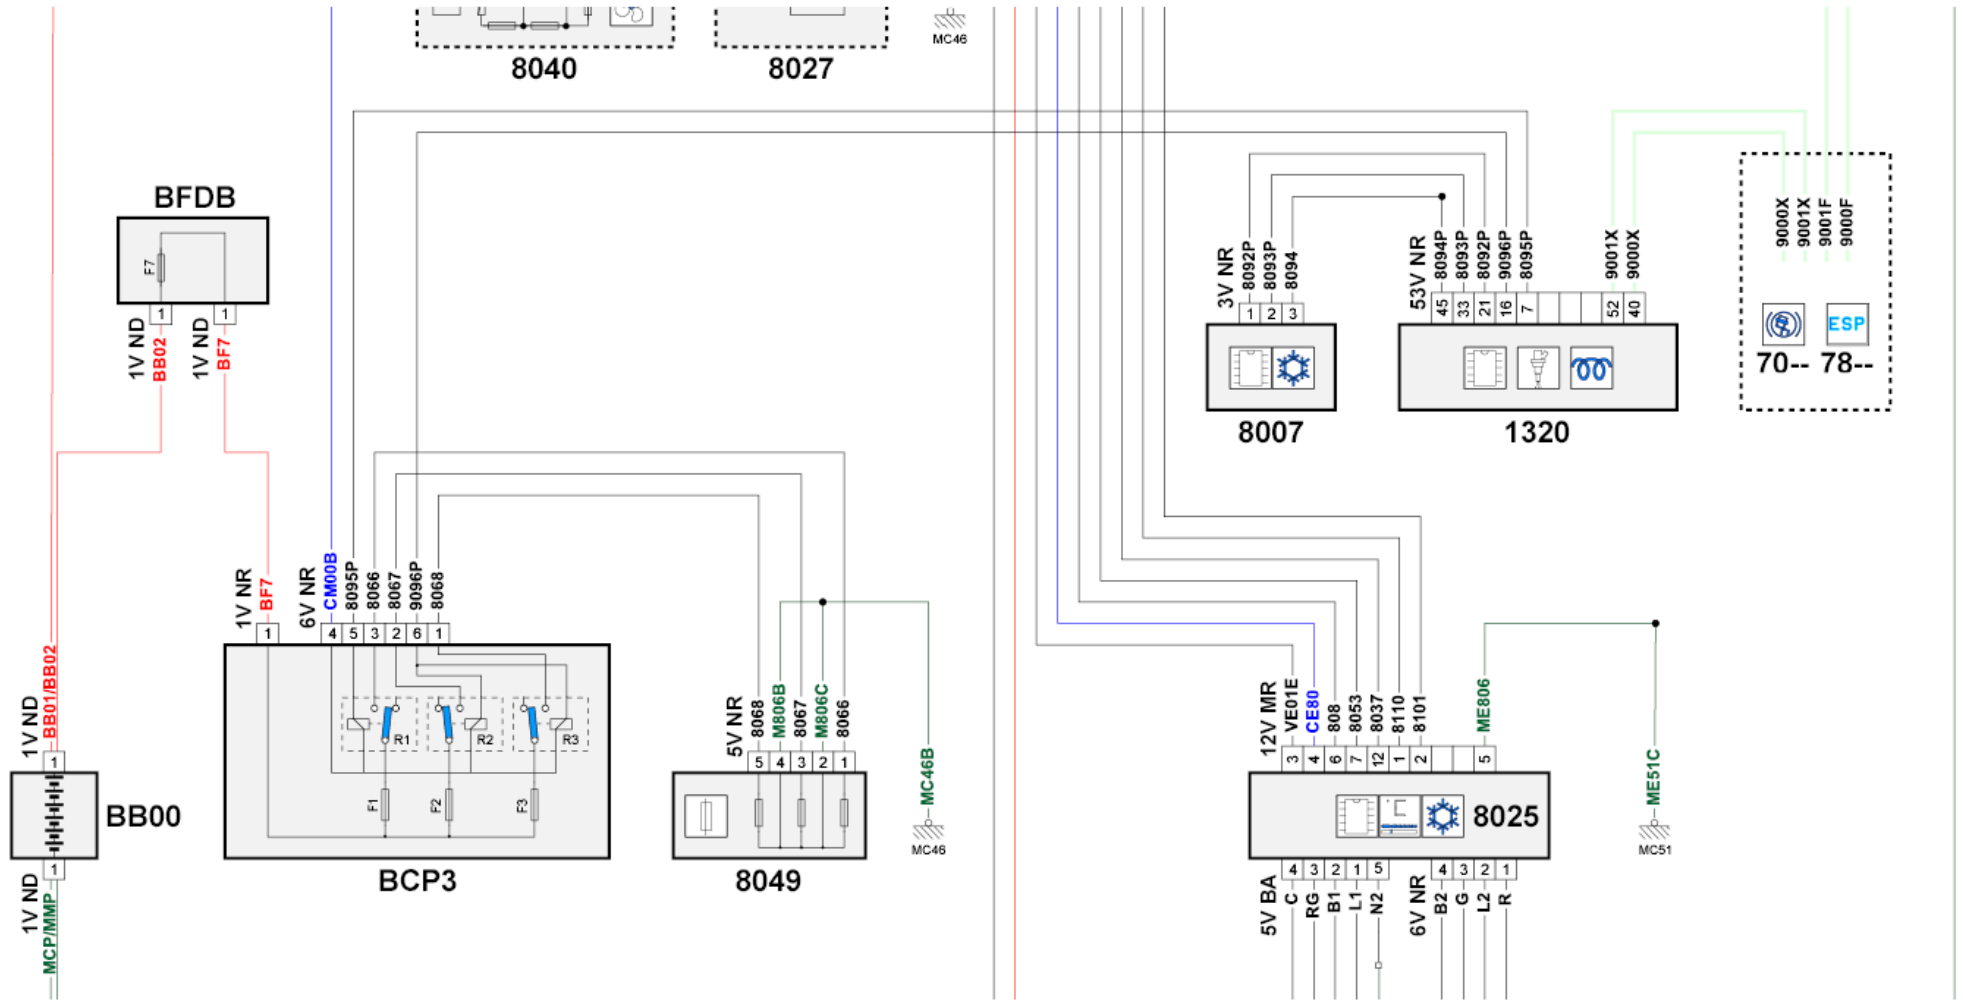 MC46
8040
8027
BFDB
F7
1
1
1V ND
BB02
1V ND
BF7
9000X
9001X
9001F
9000F
ESP
70--
78--
3V NR
8092P
8093P
8094
1
2
3
8007
53V NR
8094P
8093P
8092P
9096P
8095P
9001X
9000X
45
33
21
16
7
52
40
1320
1V NR
BF7
1
6V NR
CM00B
8095P
8066
8067
9096P
8068
4
5
3
2
6
1
R1
R2
R3
F1
F2
F3
BCP3
1V ND
BB01/BB02
1
BB00
1
1V ND
MCP/MMP
5V NR
8068
M806B
8067
M806C
8066
5
4
3
2
1
8049
MC46B
MC46
12V MR
VE01E
CE80
808
8053
8037
8110
8101
ME806
3
4
6
7
12
1
2
5
°C
8025
ME51C
MC51
4
3
2
1
5
4
3
2
1
5V BA
C
RG
B1
L1
N2
6V NR
B2
G
L2
R